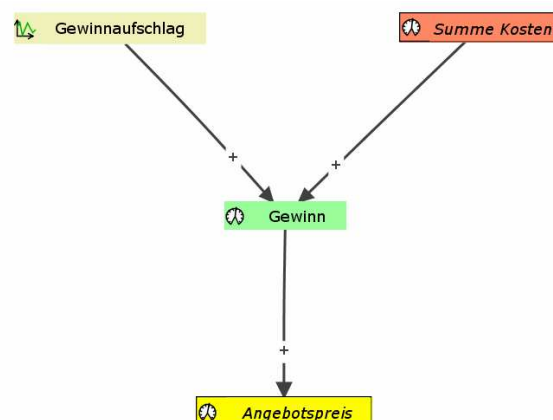 Gewinnaufschlag
Summe Kosten
+
+
Gewinn
+
Angebotspreis